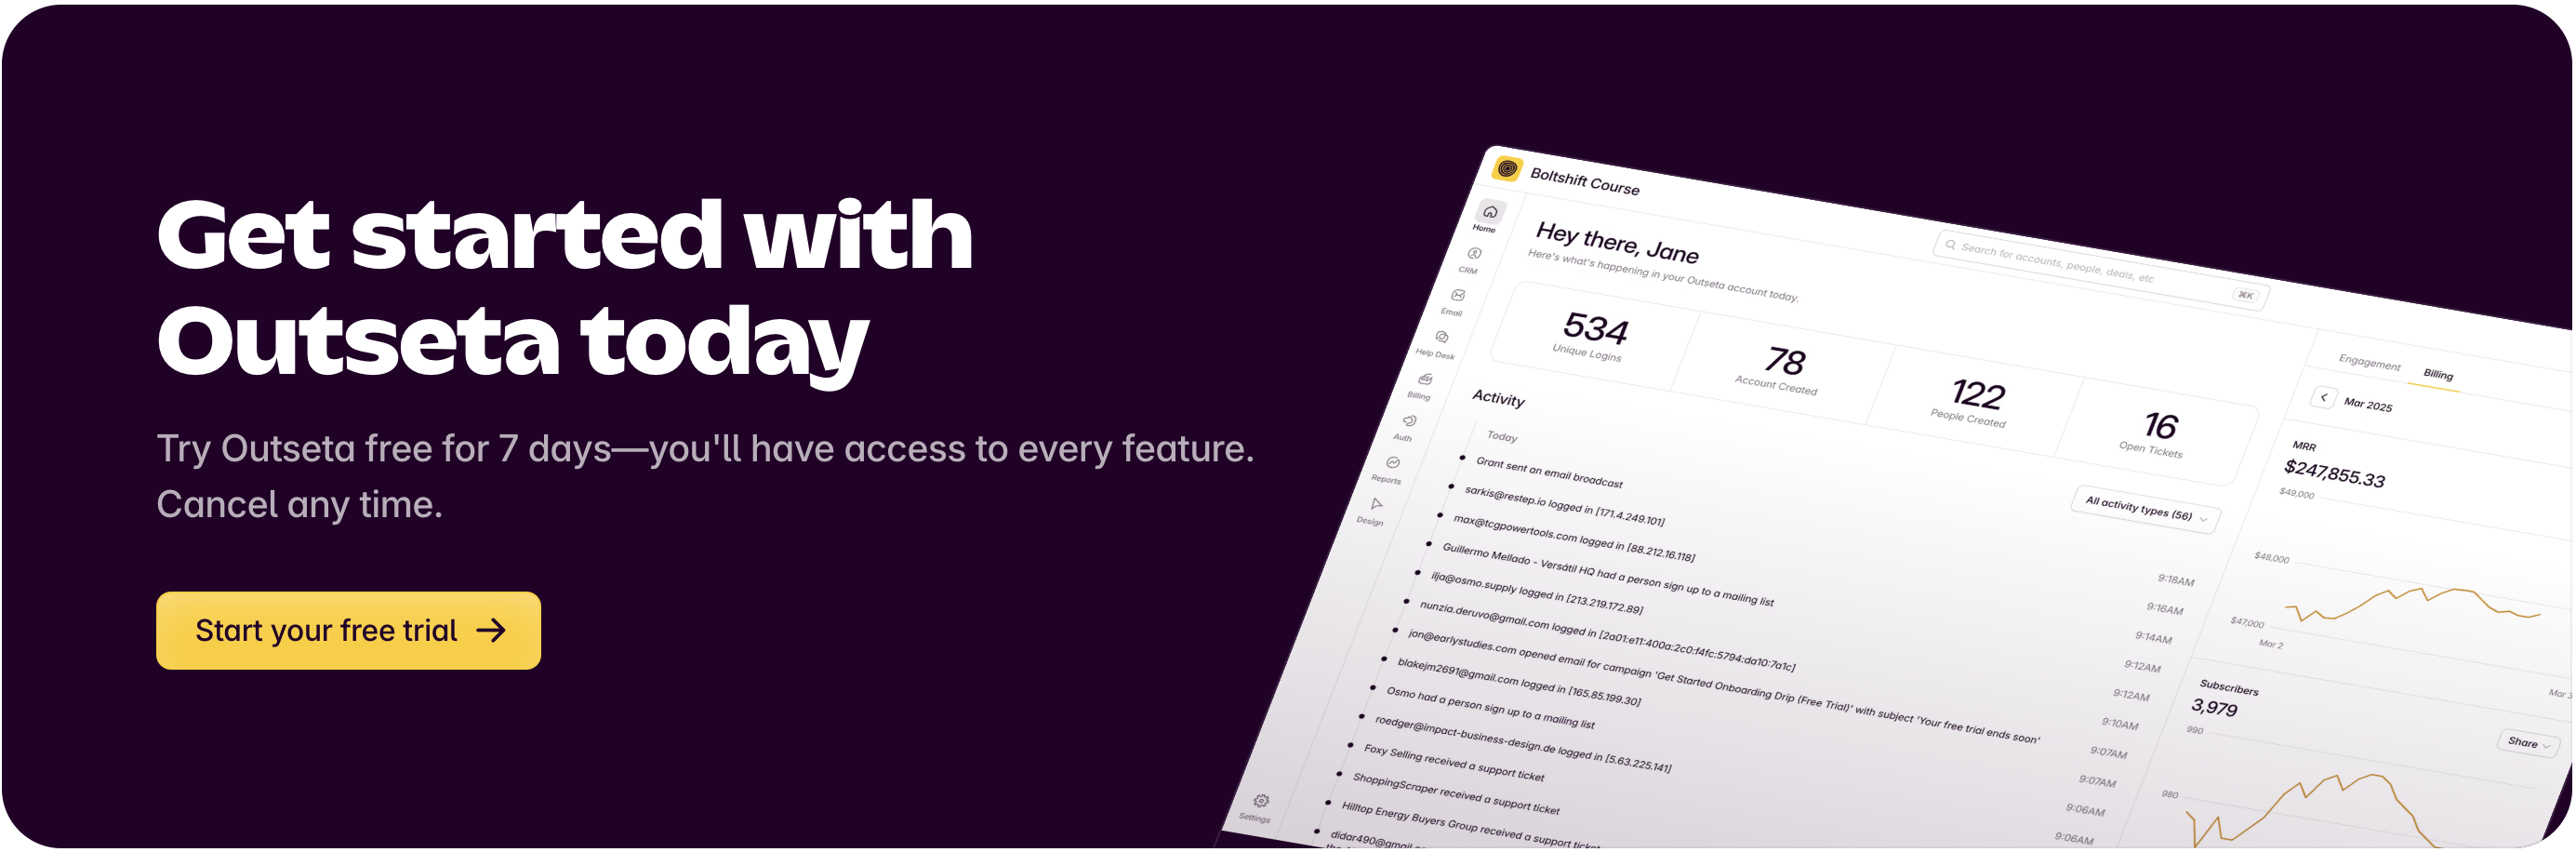 Get started with
Outseta today
Try Outseta free for 7 days—you'll have access to every feature.
Cancel any time.
Start your free trial
Boltshift Course
Search for accounts, people, deals, etc
⌘K
Home
CRM
Email
Help Desk
Billing
Auth
Reports
Design
Settings
Hey there, Jane
Here's what's happening in your Outseta account today.
534
Unique Logins
78
Account Created
122
People Created
16
Open Tickets
Activity
All activity types (56)
Today
Grant sent an email broadcast
9:18AM
sarkis@restep.io logged in [171.4.249.101]
9:16AM
max@tcgpowertools.com logged in [88.212.16.118]
9:14AM
Guillermo Mellado - Versátil HQ had a person sign up to a mailing list
9:12AM
ilja@osmo.supply logged in [213.219.172.89]
9:12AM
nunzia.deruvo@gmail.com logged in [2a01:e11:400a:2c0:f4fc:5794:da10:7a1c]
9:10AM
jon@earlystudies.com opened email for campaign 'Get Started Onboarding Drip (Free Trial)' with subject 'Your free trial ends soon'
9:07AM
blakejm2691@gmail.com logged in [165.85.199.30]
9:07AM
Osmo had a person sign up to a mailing list
9:06AM
roedger@impact-business-design.de logged in [5.63.225.141]
9:06AM
Foxy Selling received a support ticket
ShoppingScraper received a support ticket
Hilltop Energy Buyers Group received a support ticket
didar490@gmail
Engagement
Billing
Mar 2025
MRR
$247,855.33
$49,000
$48,000
$47,000
Mar 2
Mar 3
Subscribers
3,979
Share
990
980